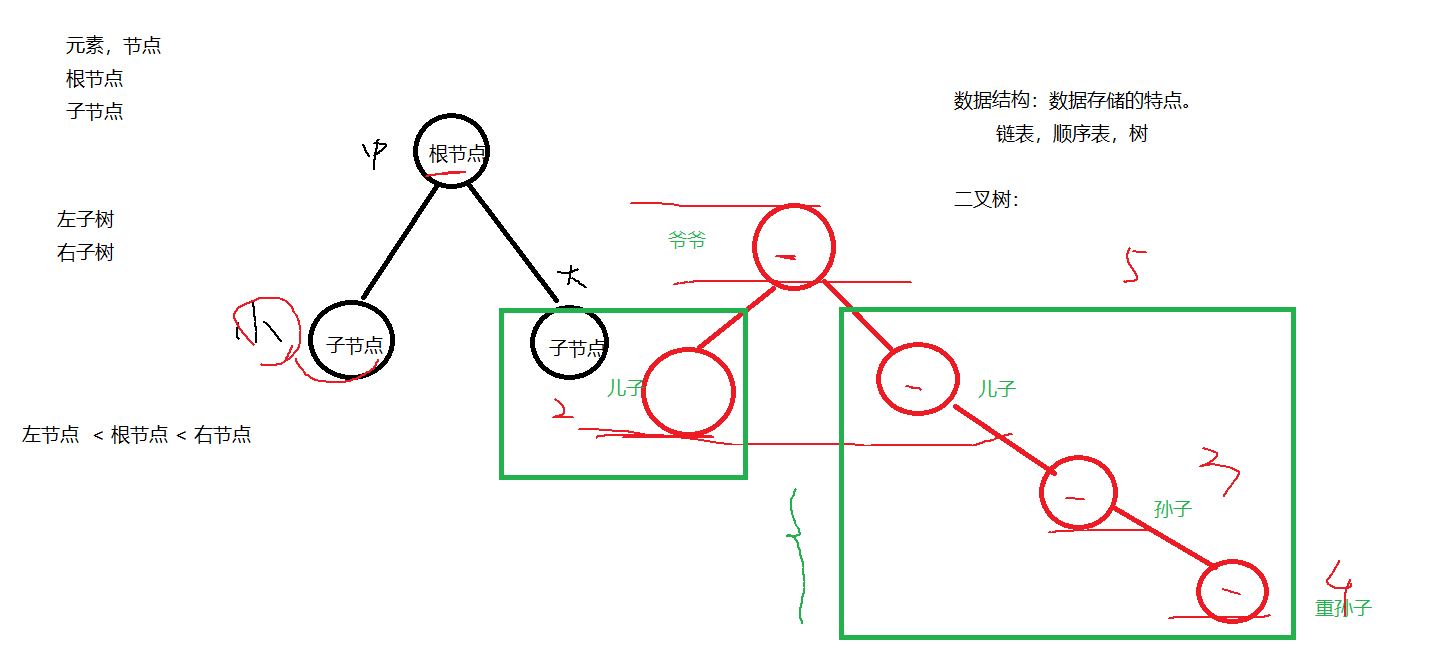 元素，节点
根节点
子节点
数据结构：数据存储的特点。
链表，顺序表，树
中
根节点
二叉树：
左子树
右子树
爷爷
5
大
小
子节点
子节点
儿子
儿子
2
左节点 < 根节点 < 右节点
3
孙子
4
重孙子